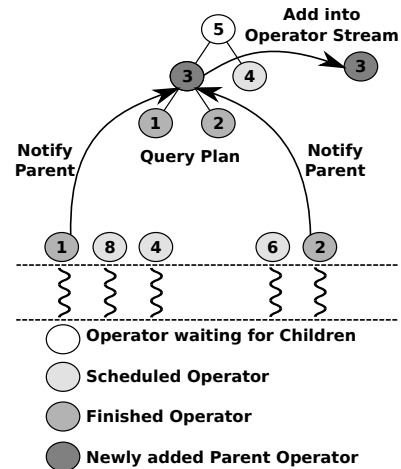 Add into
Operator Stream
5
3
4
3
1
2
Notify
Parent
Query Plan
Notify
Parent
1
8
4
6
2
Operator waiting for Children
Scheduled Operator
Finished Operator
Newly added Parent Operator